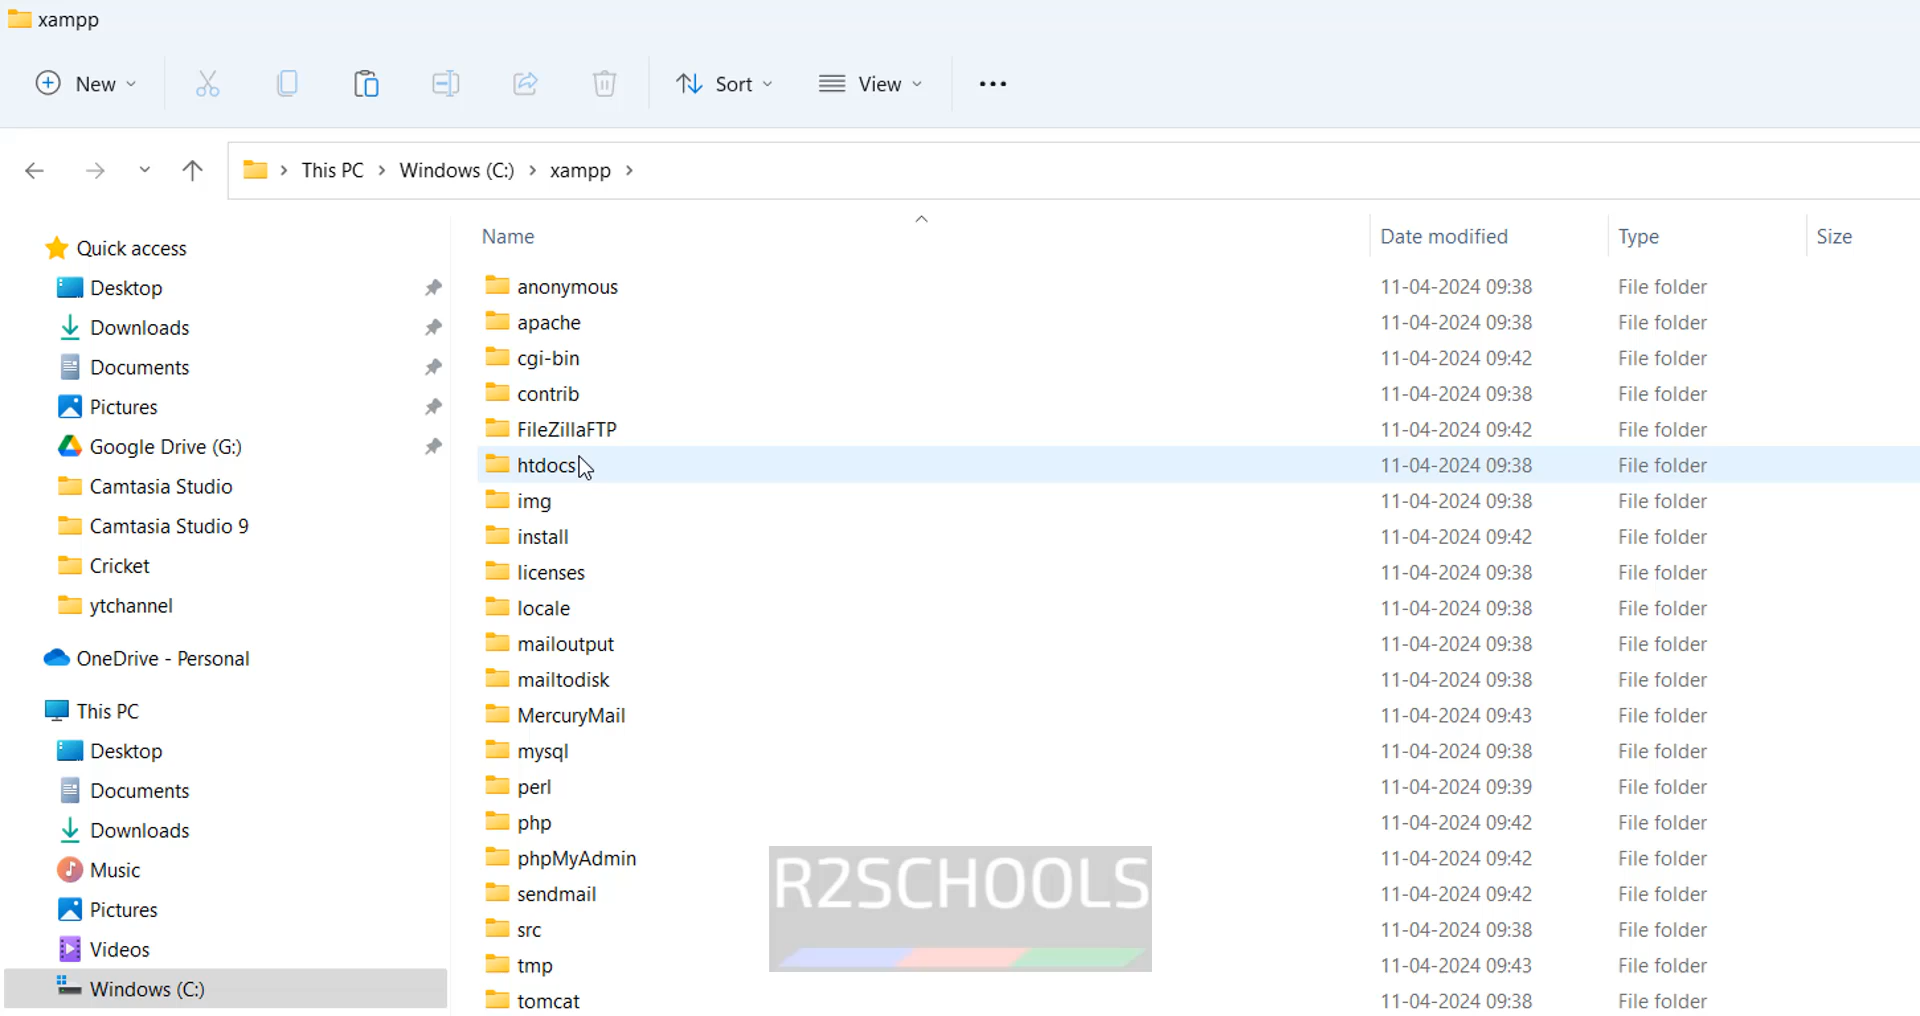 xampp
New
Sort
View
This PC
Windows (C:)
xampp
Name
Date modified
Type
Size
Quick access
Desktop
Downloads
Documents
Pictures
Google Drive (G:)
Camtasia Studio
Camtasia Studio 9
Cricket
ytchannel
OneDrive - Personal
This PC
Desktop
Documents
Downloads
Music
Pictures
Videos
Windows (C:)
anonymous 11-04-2024 09:38 File folder
apache 11-04-2024 09:38 File folder
cgi-bin 11-04-2024 09:42 File folder
contrib 11-04-2024 09:38 File folder
FileZillaFTP 11-04-2024 09:42 File folder
htdocs 11-04-2024 09:38 File folder
img 11-04-2024 09:38 File folder
install 11-04-2024 09:42 File folder
licenses 11-04-2024 09:38 File folder
locale 11-04-2024 09:38 File folder
mailoutput 11-04-2024 09:38 File folder
mailtodisk 11-04-2024 09:38 File folder
MercuryMail 11-04-2024 09:43 File folder
mysql 11-04-2024 09:38 File folder
perl 11-04-2024 09:39 File folder
php 11-04-2024 09:42 File folder
phpMyAdmin 11-04-2024 09:42 File folder
sendmail 11-04-2024 09:42 File folder
src 11-04-2024 09:38 File folder
tmp 11-04-2024 09:43 File folder
tomcat 11-04-2024 09:38 File folder
R2SCHOOLS